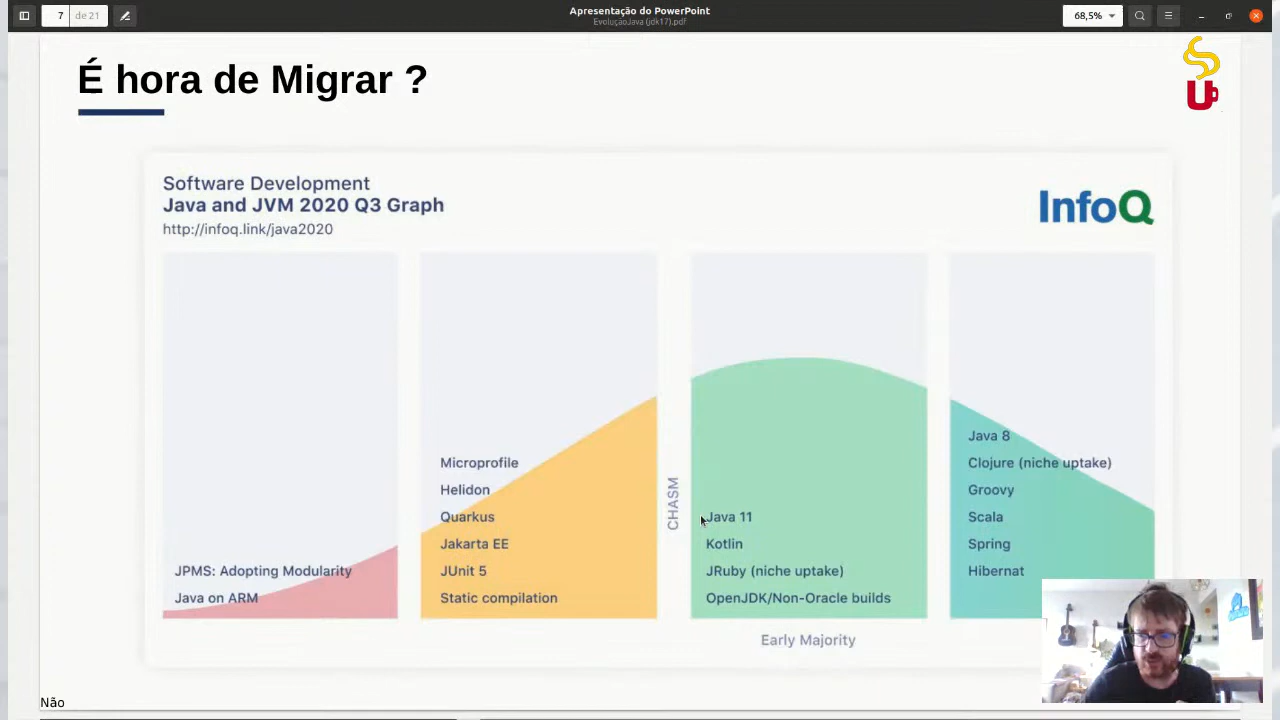 7
de 21
Apresentação do PowerPoint
EvoluçãoJava (jdk17).pdf
68,5%
É hora de Migrar ?
Software Development
Java and JVM 2020 Q3 Graph
http://infoq.link/java2020
InfoQ
JPMS: Adopting Modularity
Java on ARM
Microprofile
Helidon
Quarkus
Jakarta EE
JUnit 5
Static compilation
CHASM
Java 11
Kotlin
JRuby (niche uptake)
OpenJDK/Non-Oracle builds
Early Majority
Java 8
Clojure (niche uptake)
Groovy
Scala
Spring
Hibernat
Não